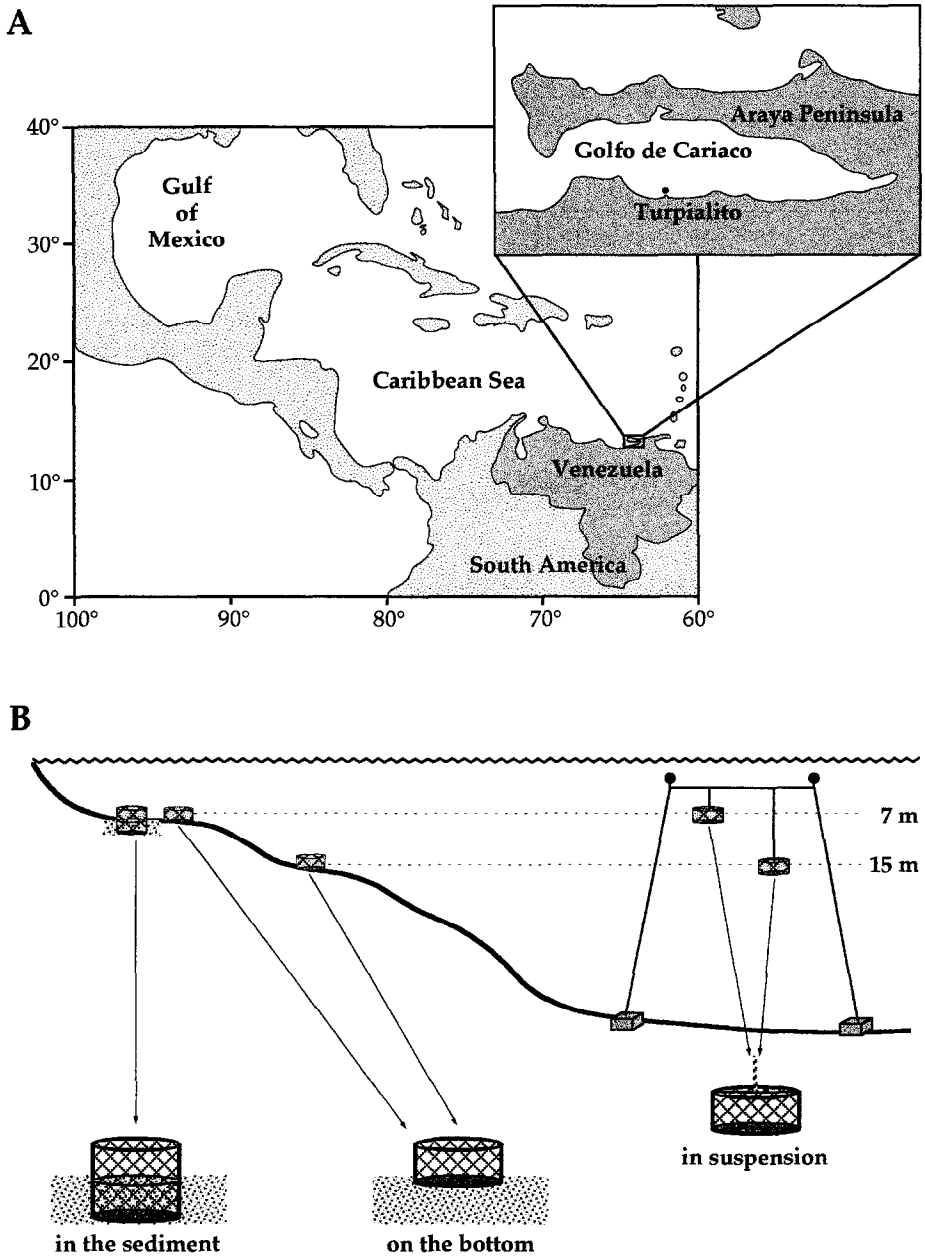 A
Araya Peninsula
Golfo de Cariaco
Turpialito
40°
30°
20°
10°
0°
Gulf
of
Mexico
Caribbean Sea
Venezuela
South America
100°
90°
80°
70°
60°
B
7 m
15 m
in suspension
in the sediment
on the bottom